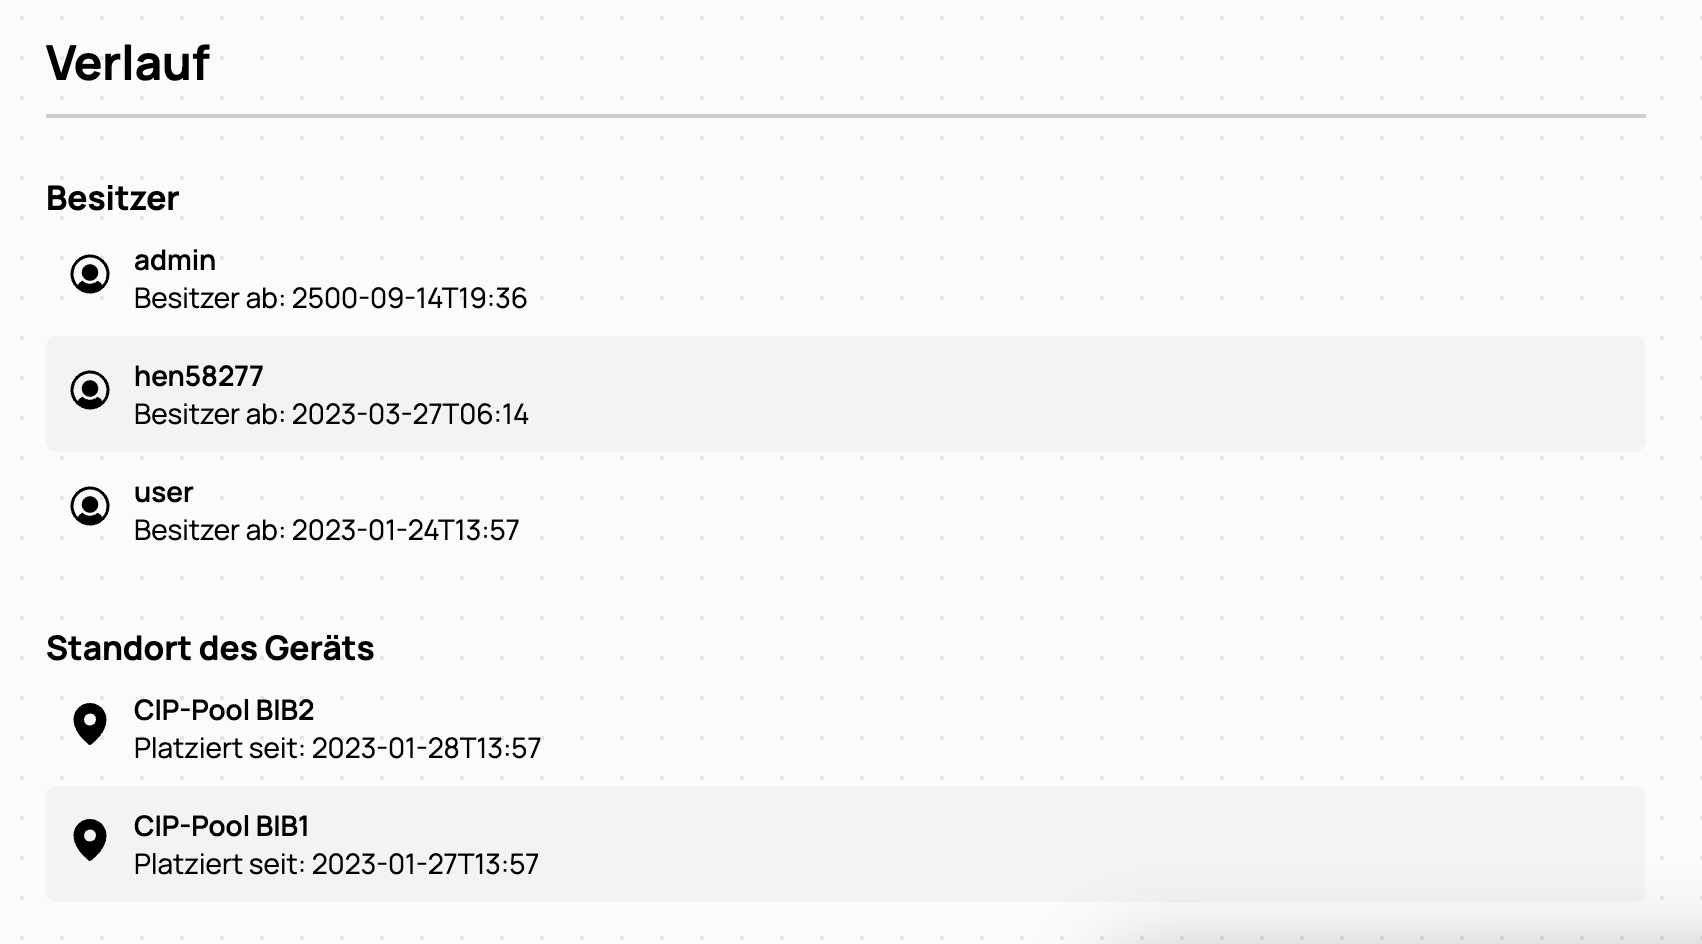 Verlauf
Besitzer
admin
Besitzer ab: 2500-09-14T19:36
hen58277
Besitzer ab: 2023-03-27T06:14
user
Besitzer ab: 2023-01-24T13:57
Standort des Geräts
CIP-Pool BIB2
Platziert seit: 2023-01-28T13:57
CIP-Pool BIB1
Platziert seit: 2023-01-27T13:57